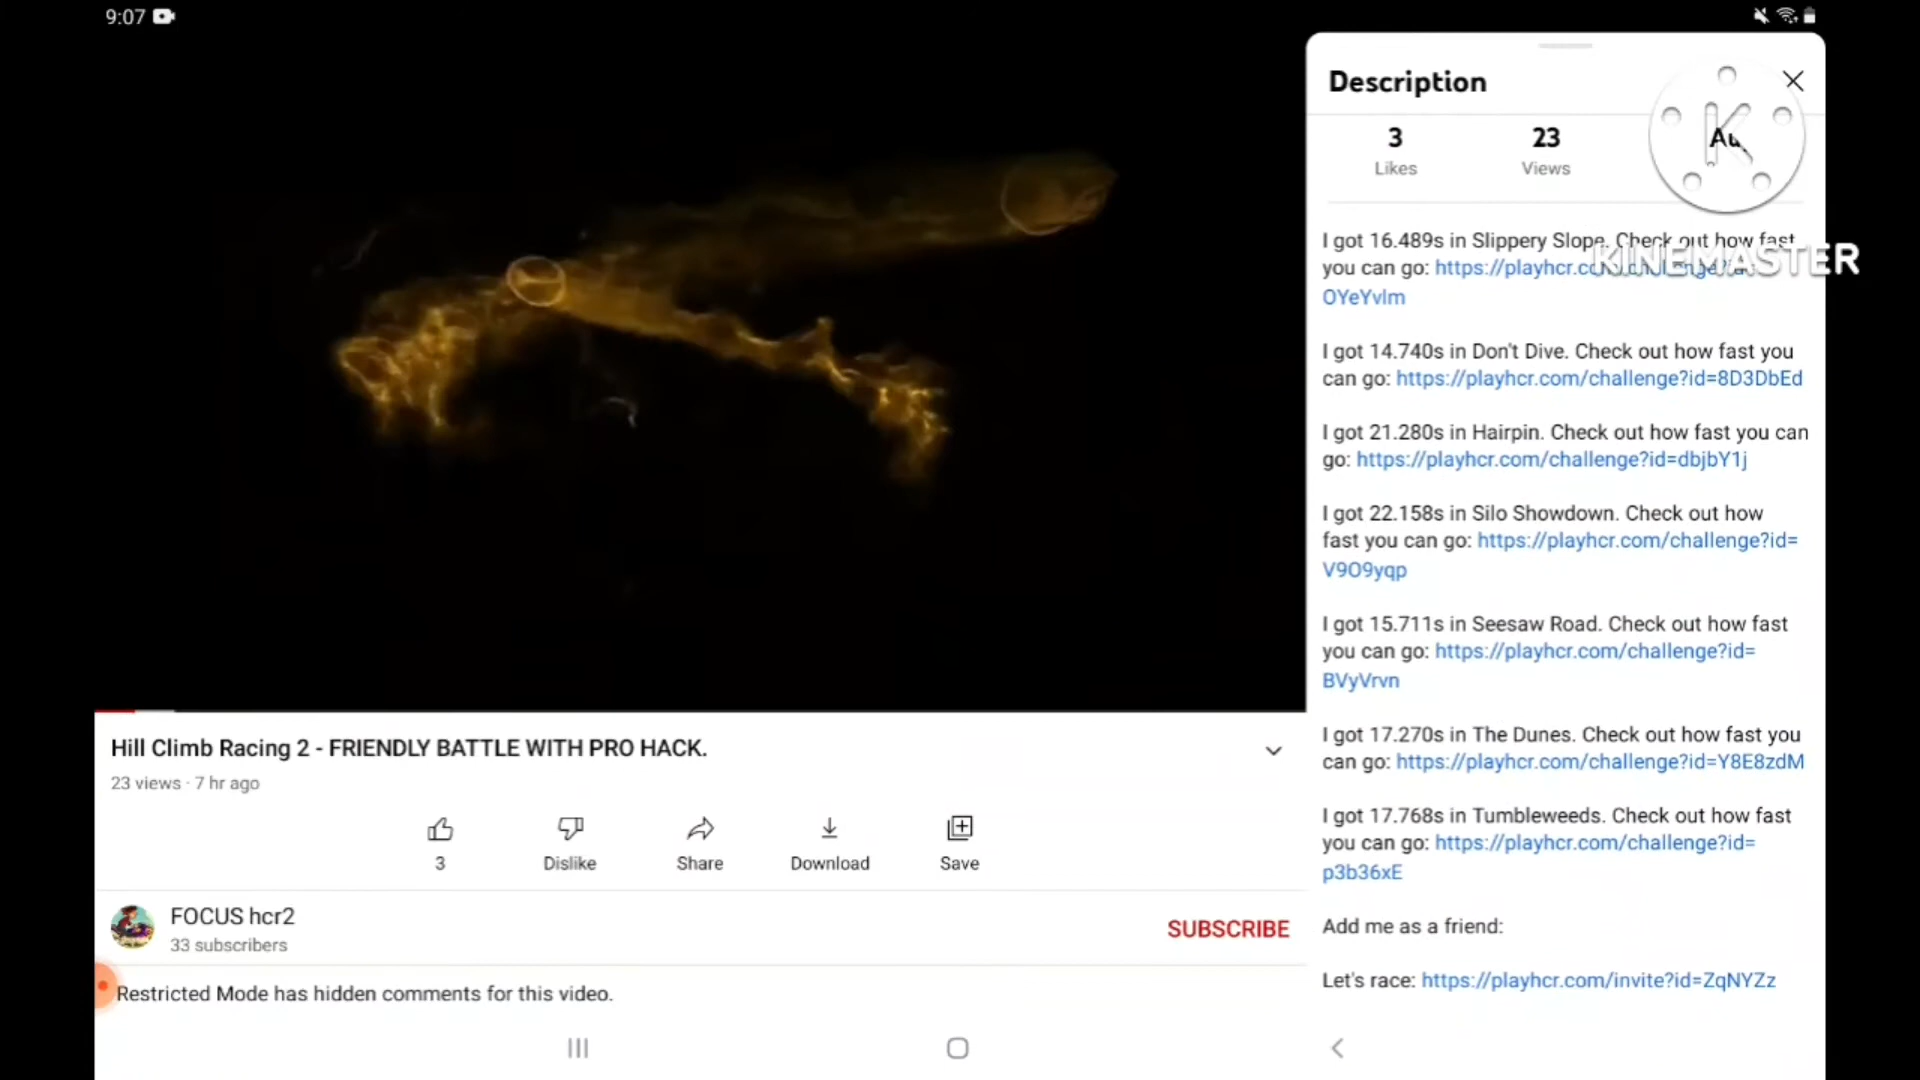 9:07
Description
3
23
Likes
Views
I got 16.489s in Slippery Slope. Check out how fast
you can go: https://playhcr.com/challenge?id=
OYeYvlm
KINEMASTER
I got 14.740s in Don't Dive. Check out how fast you
can go: https://playhcr.com/challenge?id=8D3DbEd
I got 21.280s in Hairpin. Check out how fast you can
go: https://playhcr.com/challenge?id=dbjbY1j
I got 22.158s in Silo Showdown. Check out how
fast you can go: https://playhcr.com/challenge?id=
V9O9yqp
I got 15.711s in Seesaw Road. Check out how fast
you can go: https://playhcr.com/challenge?id=
BVyVrvn
I got 17.270s in The Dunes. Check out how fast you
can go: https://playhcr.com/challenge?id=Y8E8zdM
I got 17.768s in Tumbleweeds. Check out how fast
you can go: https://playhcr.com/challenge?id=
p3b36xE
Add me as a friend:
Let's race: https://playhcr.com/invite?id=ZqNYZz
Hill Climb Racing 2 - FRIENDLY BATTLE WITH PRO HACK.
23 views · 7 hr ago
3
Dislike
Share
Download
Save
FOCUS hcr2
33 subscribers
SUBSCRIBE
Restricted Mode has hidden comments for this video.